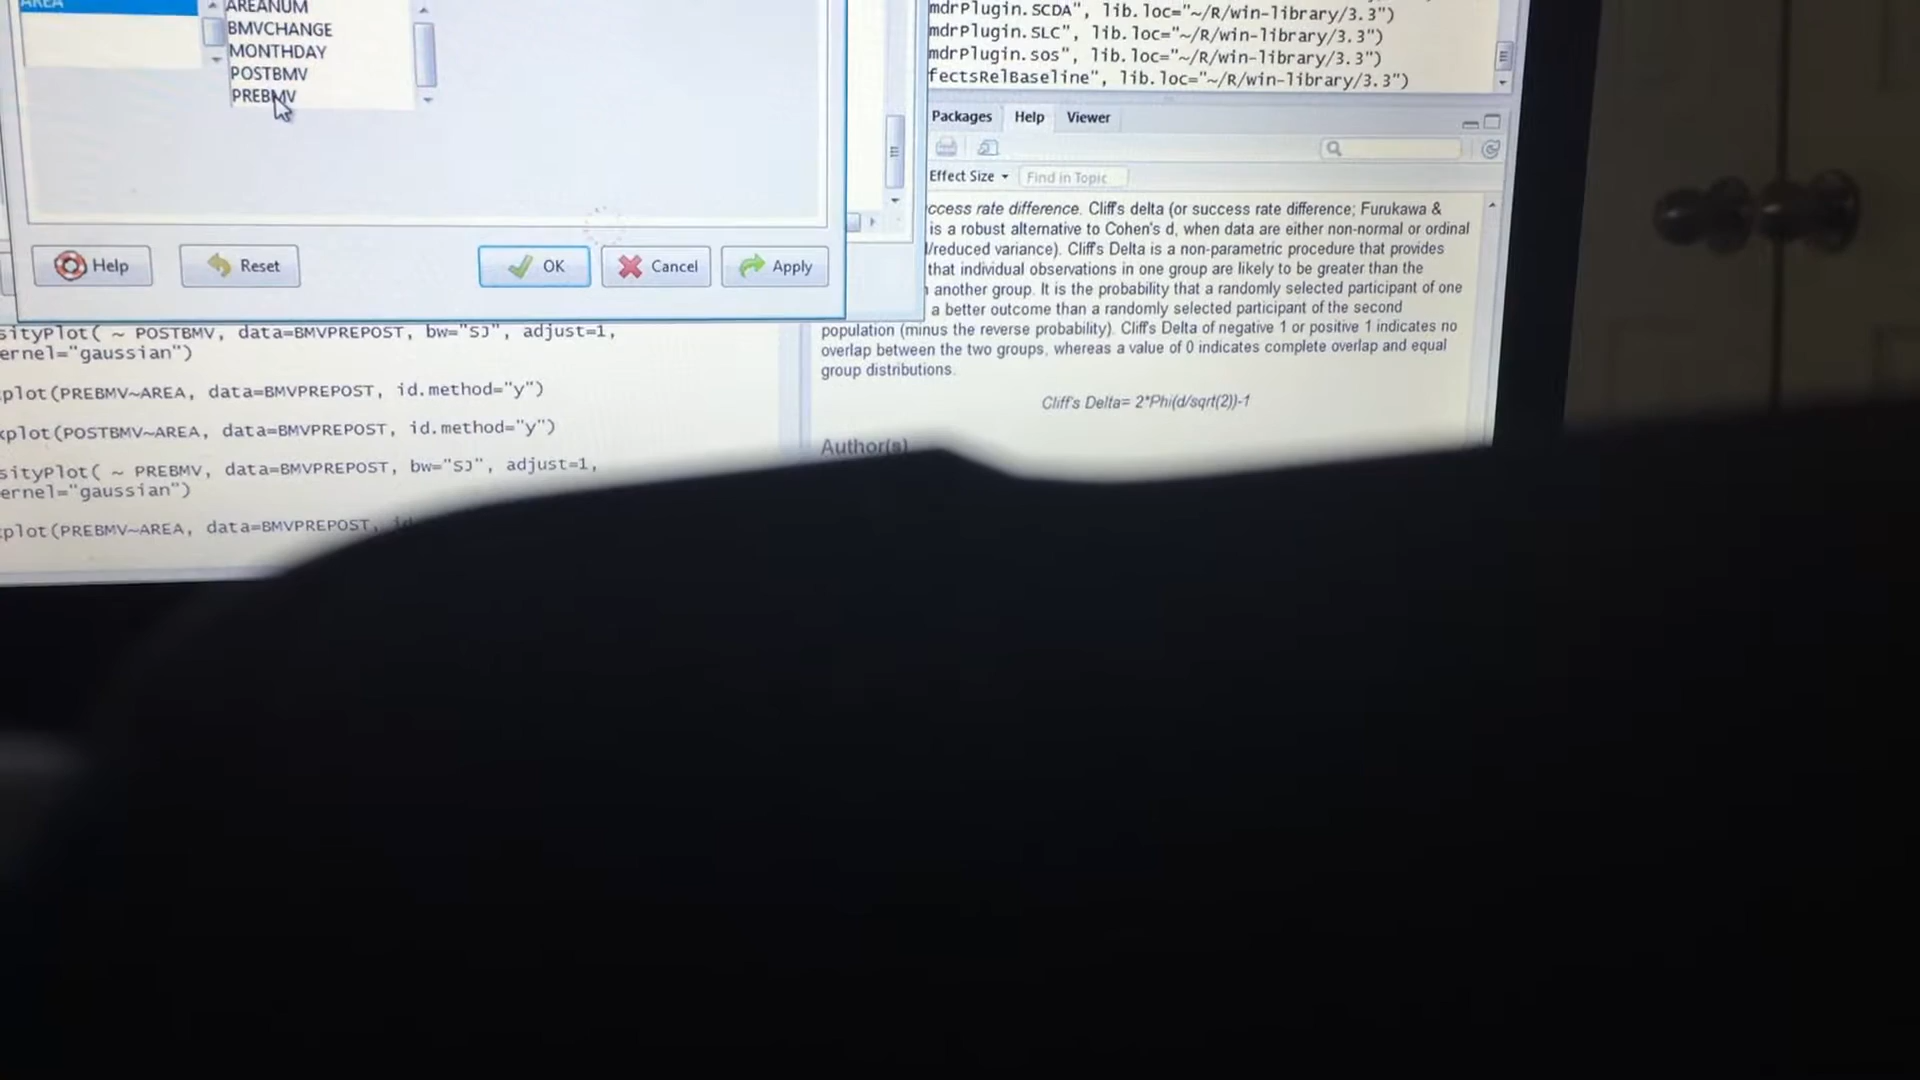 AREA
AREANUM
BMVCHANGE
MONTHDAY
POSTBMV
PREBMV
Help
Reset
OK
Cancel
Apply
mdrPlugin.SCDA", lib.loc="~/R/win-library/3.3")
mdrPlugin.SLC", lib.loc="~/R/win-library/3.3")
mdrPlugin.sos", lib.loc="~/R/win-library/3.3")
fectsRelBaseline", lib.loc="~/R/win-library/3.3")
Packages Help Viewer
Effect Size Find in Topic
ccess rate difference. Cliff's delta (or success rate difference; Furukawa &
is a robust alternative to Cohen's d, when data are either non-normal or ordinal
/reduced variance). Cliff's Delta is a non-parametric procedure that provides
that individual observations in one group are likely to be greater than the
another group. It is the probability that a randomly selected participant of one
a better outcome than a randomly selected participant of the second
population (minus the reverse probability). Cliff's Delta of negative 1 or positive 1 indicates no
overlap between the two groups, whereas a value of 0 indicates complete overlap and equal
group distributions.
Cliff's Delta= 2*Phi(d/sqrt(2))-1
Author(s)
sityPlot( ~ POSTBMV, data=BMVPREPOST, bw="SJ", adjust=1,
ernel="gaussian")
plot(PREBMV~AREA, data=BMVPREPOST, id.method="y")
xplot(POSTBMV~AREA, data=BMVPREPOST, id.method="y")
sityPlot( ~ PREBMV, data=BMVPREPOST, bw="SJ", adjust=1,
ernel="gaussian")
plot(PREBMV~AREA, data=BMVPREPOST,